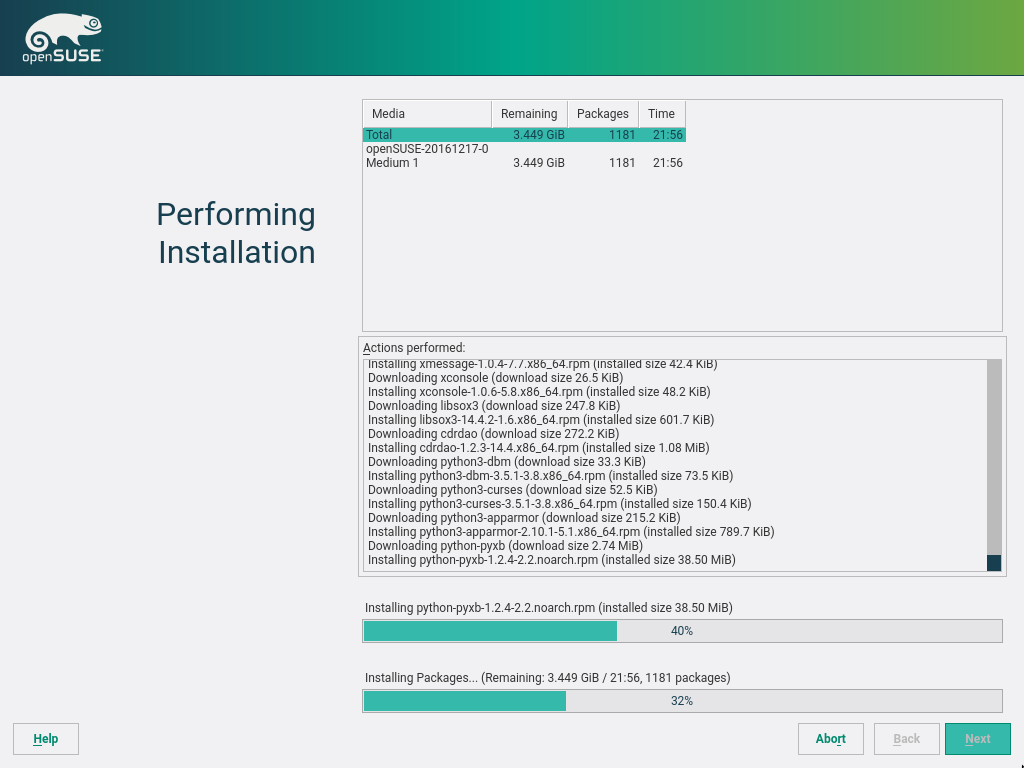 openSUSE
Media Remaining Packages Time
Total 3.449 GiB 1181 21:56
openSUSE-20161217-0
Medium 1 3.449 GiB 1181 21:56
Performing
Installation
Actions performed:
Installing xmessage-1.0.4-7.7.x86_64.rpm (installed size 42.4 KiB)
Downloading xconsole (download size 26.5 KiB)
Installing xconsole-1.0.6-5.8.x86_64.rpm (installed size 48.2 KiB)
Downloading libsox3 (download size 247.8 KiB)
Installing libsox3-14.4.2-1.6.x86_64.rpm (installed size 601.7 KiB)
Downloading cdrdao (download size 272.2 KiB)
Installing cdrdao-1.2.3-14.4.x86_64.rpm (installed size 1.08 MiB)
Downloading python3-dbm (download size 33.3 KiB)
Installing python3-dbm-3.5.1-3.8.x86_64.rpm (installed size 73.5 KiB)
Downloading python3-curses (download size 52.5 KiB)
Installing python3-curses-3.5.1-3.8.x86_64.rpm (installed size 150.4 KiB)
Downloading python3-apparmor (download size 215.2 KiB)
Installing python3-apparmor-2.10.1-5.1.x86_64.rpm (installed size 789.7 KiB)
Downloading python-pyxb (download size 2.74 MiB)
Installing python-pyxb-1.2.4-2.2.noarch.rpm (installed size 38.50 MiB)
Installing python-pyxb-1.2.4-2.2.noarch.rpm (installed size 38.50 MiB)
40%
Installing Packages... (Remaining: 3.449 GiB / 21:56, 1181 packages)
32%
Help Abort Back Next